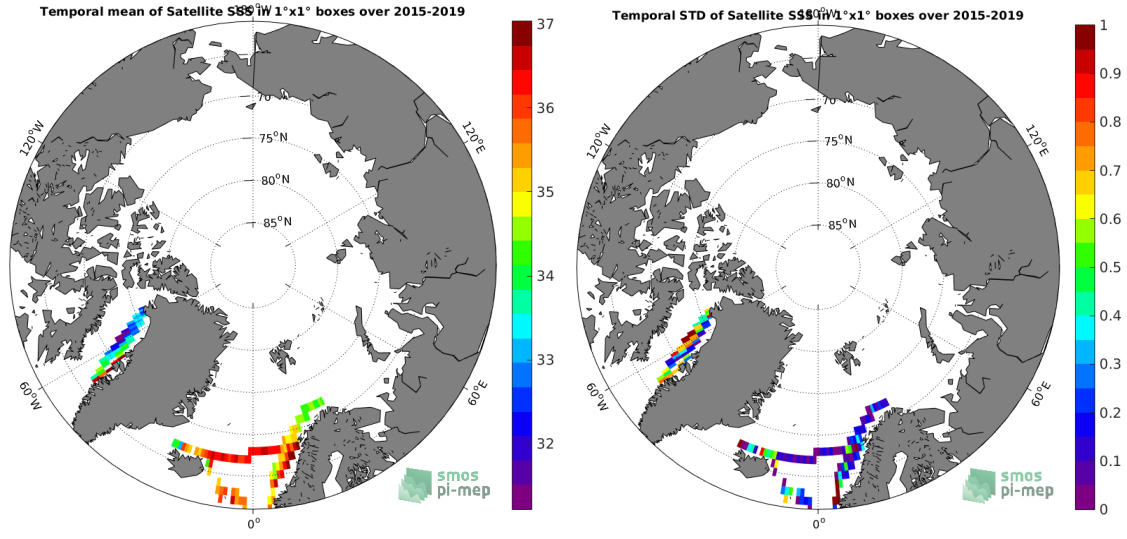 Temporal mean of Satellite SSS in 1°x1° boxes over 2015-2019
180°W
70
75°N
80°N
85°N
120°W
120°E
60°W
60°E
0°
37
36
35
34
33
32
smos
pi-mep
Temporal STD of Satellite SSS in 1°x1° boxes over 2015-2019
180°W
70
75°N
80°N
85°N
120°W
120°E
60°W
60°E
0°
1
0.9
0.8
0.7
0.6
0.5
0.4
0.3
0.2
0.1
0
smos
pi-mep